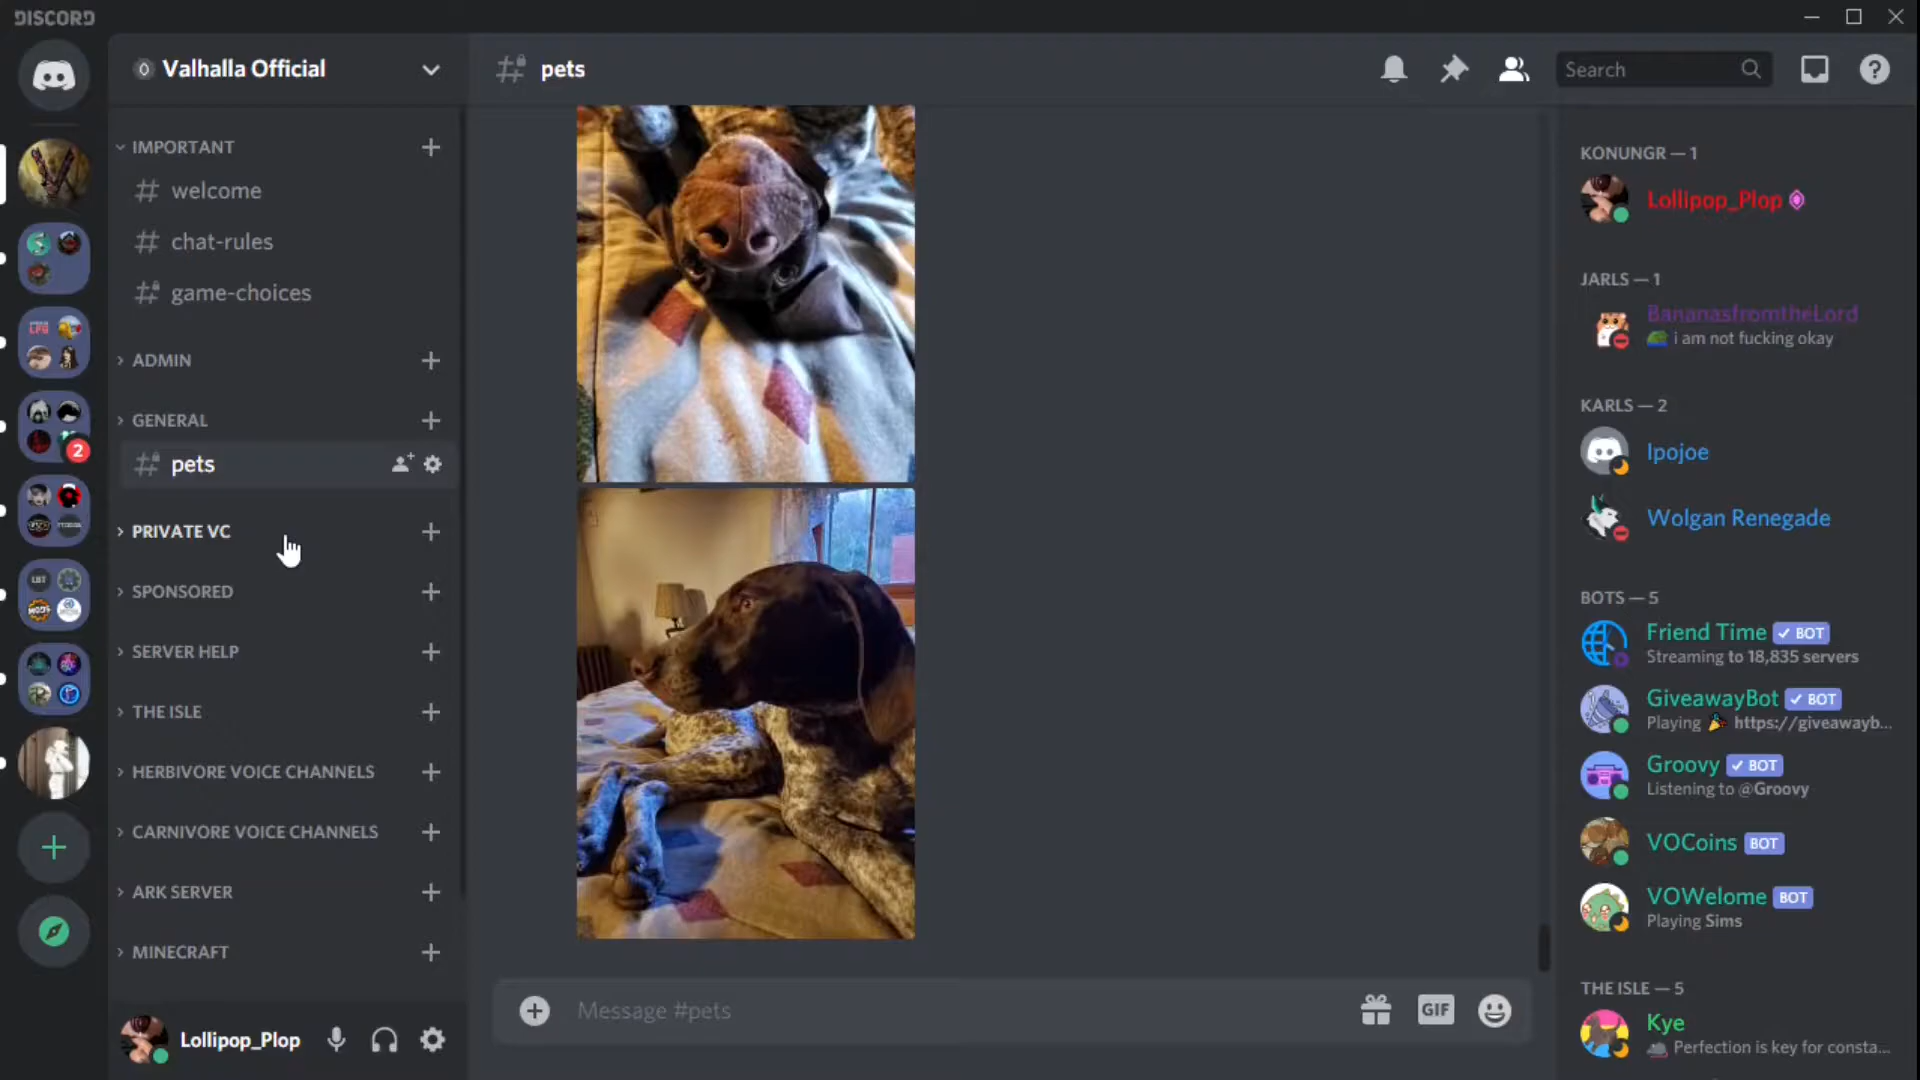 DISCORD
Valhalla Official
IMPORTANT
welcome
chat-rules
game-choices
ADMIN
GENERAL
pets
PRIVATE VC
SPONSORED
SERVER HELP
THE ISLE
HERBIVORE VOICE CHANNELS
CARNIVORE VOICE CHANNELS
ARK SERVER
MINECRAFT
Lollipop_Plop
2
pets
Search
Message #pets
GIF
KONUNGR — 1
Lollipop_Plop
JARLS — 1
BananasfromtheLord
i am not fucking okay
KARLS — 2
Ipojoe
Wolgan Renegade
BOTS — 5
Friend Time ✓ BOT
Streaming to 18,835 servers
GiveawayBot ✓ BOT
Playing 🎉 https://giveawayb...
Groovy ✓ BOT
Listening to @Groovy
VOCoins BOT
VOWelome BOT
Playing Sims
THE ISLE — 5
Kye
Perfection is key for consta...